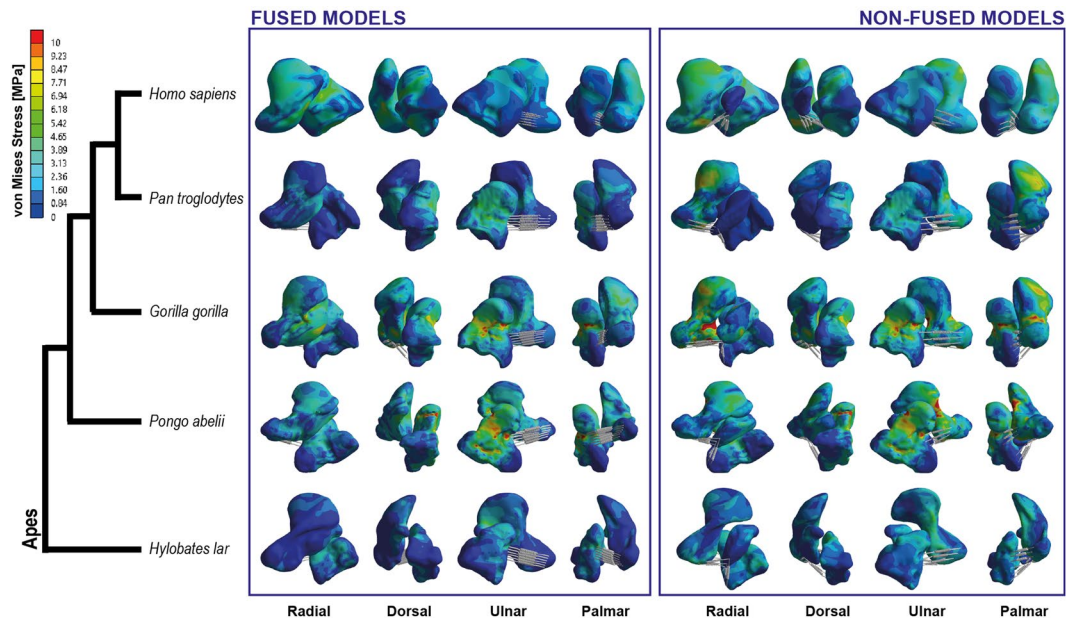 FUSED MODELS
NON-FUSED MODELS
von Mises Stress [MPa]
10
9.23
8.47
7.71
6.94
6.18
5.42
4.65
3.89
3.13
2.36
1.60
0.84
0
Homo sapiens
Pan troglodytes
Gorilla gorilla
Pongo abelii
Hylobates lar
Apes
Radial
Dorsal
Ulnar
Palmar
Radial
Dorsal
Ulnar
Palmar